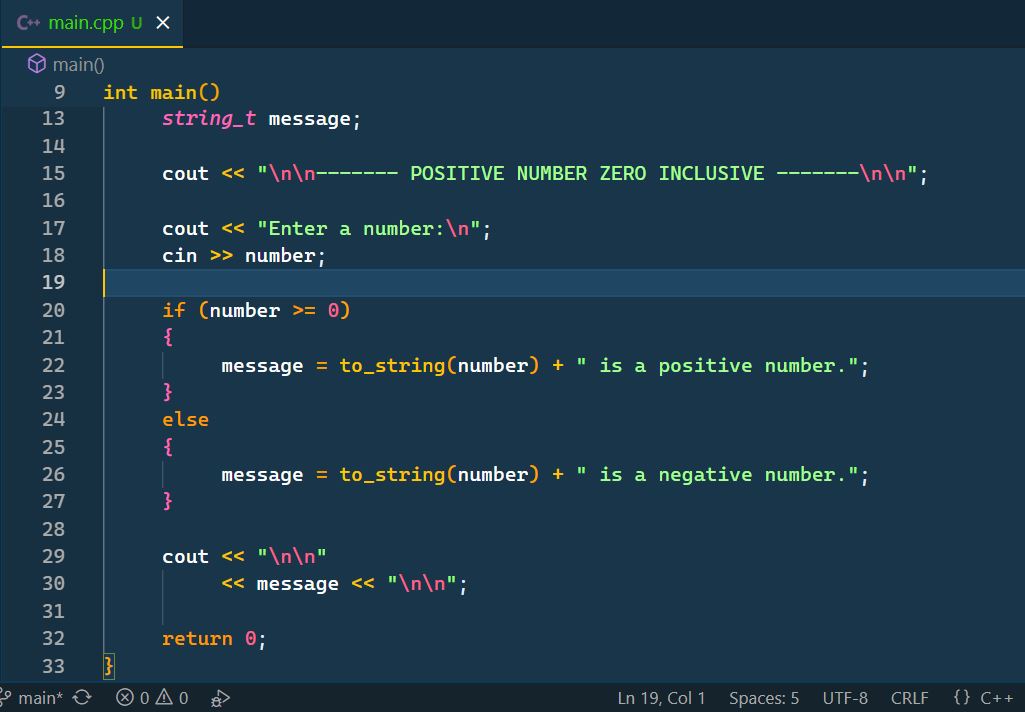 C++ main.cpp U ×
main()
9 int main()
13 string_t message;
14
15 cout << "\n\n------- POSITIVE NUMBER ZERO INCLUSIVE -------\n\n";
16
17 cout << "Enter a number:\n";
18 cin >> number;
19
20 if (number >= 0)
21 {
22 message = to_string(number) + " is a positive number.";
23 }
24 else
25 {
26 message = to_string(number) + " is a negative number.";
27 }
28
29 cout << "\n\n"
30 << message << "\n\n";
31
32 return 0;
33 }
main* 0 0 Ln 19, Col 1 Spaces: 5 UTF-8 CRLF {} C++